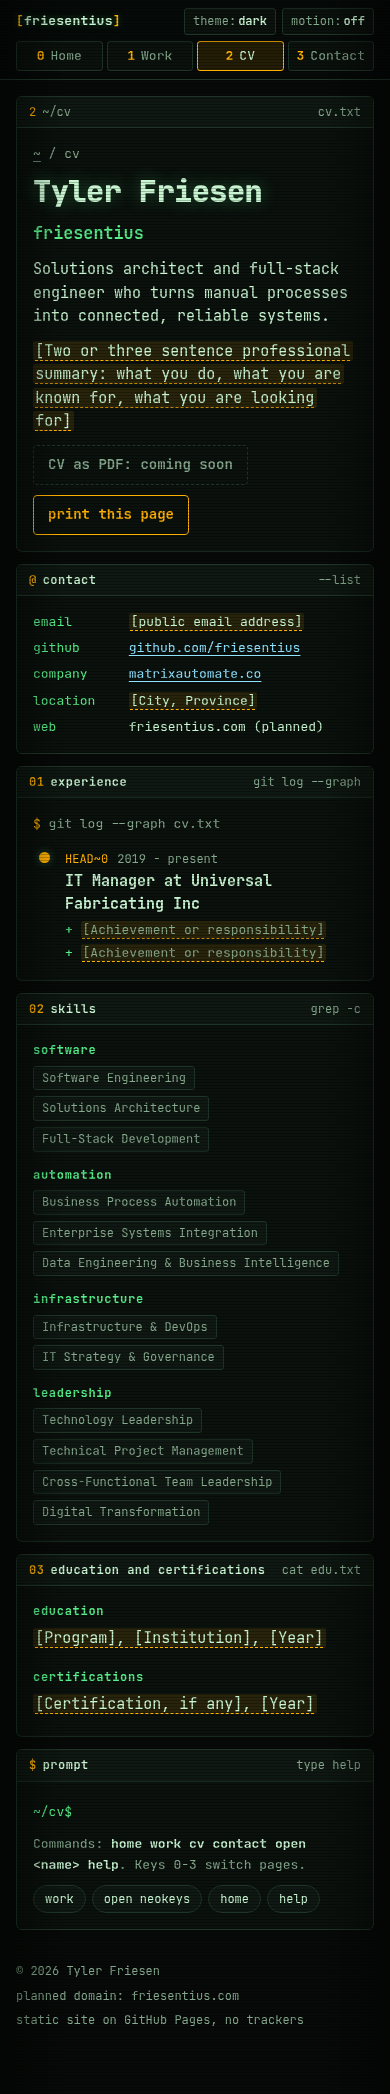 [friesentius]
theme: dark
motion: off
0 Home
1 Work
2 CV
3 Contact
2 ~/cv
cv.txt
~ / cv
Tyler Friesen
friesentius
Solutions architect and full-stack
engineer who turns manual processes
into connected, reliable systems.
[Two or three sentence professional
summary: what you do, what you are
known for, what you are looking
for]
CV as PDF: coming soon
print this page
@ contact
--list
email [public email address]
github github.com/friesentius
company matrixautomate.co
location [City, Province]
web friesentius.com (planned)
01 experience
git log --graph
$ git log --graph cv.txt
HEAD~0 2019 - present
IT Manager at Universal
Fabricating Inc
+ [Achievement or responsibility]
+ [Achievement or responsibility]
02 skills
grep -c
software
Software Engineering
Solutions Architecture
Full-Stack Development
automation
Business Process Automation
Enterprise Systems Integration
Data Engineering & Business Intelligence
infrastructure
Infrastructure & DevOps
IT Strategy & Governance
leadership
Technology Leadership
Technical Project Management
Cross-Functional Team Leadership
Digital Transformation
03 education and certifications
cat edu.txt
education
[Program], [Institution], [Year]
certifications
[Certification, if any], [Year]
$ prompt
type help
~/cv$
Commands: home work cv contact open
<name> help. Keys 0-3 switch pages.
work
open neokeys
home
help
© 2026 Tyler Friesen
planned domain: friesentius.com
static site on GitHub Pages, no trackers